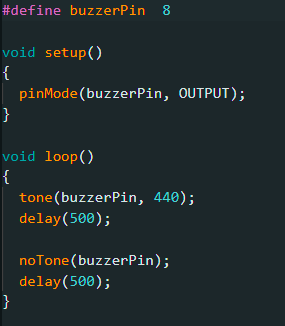 #define buzzerPin  8

void setup()
{
  pinMode(buzzerPin, OUTPUT);
}

void loop()
{
  tone(buzzerPin, 440);
  delay(500);

  noTone(buzzerPin);
  delay(500);
}